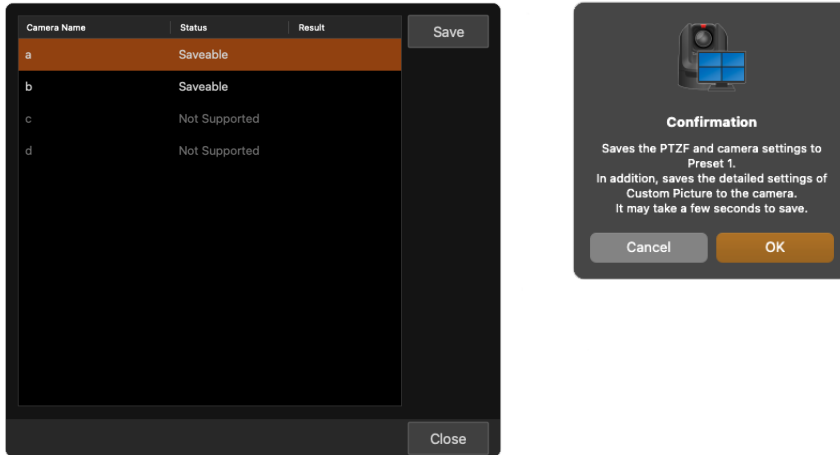 Camera Name Status Result
a Saveable
b Saveable
c Not Supported
d Not Supported
Save
Close
Confirmation
Saves the PTZF and camera settings to
Preset 1.
In addition, saves the detailed settings of
Custom Picture to the camera.
It may take a few seconds to save.
Cancel OK